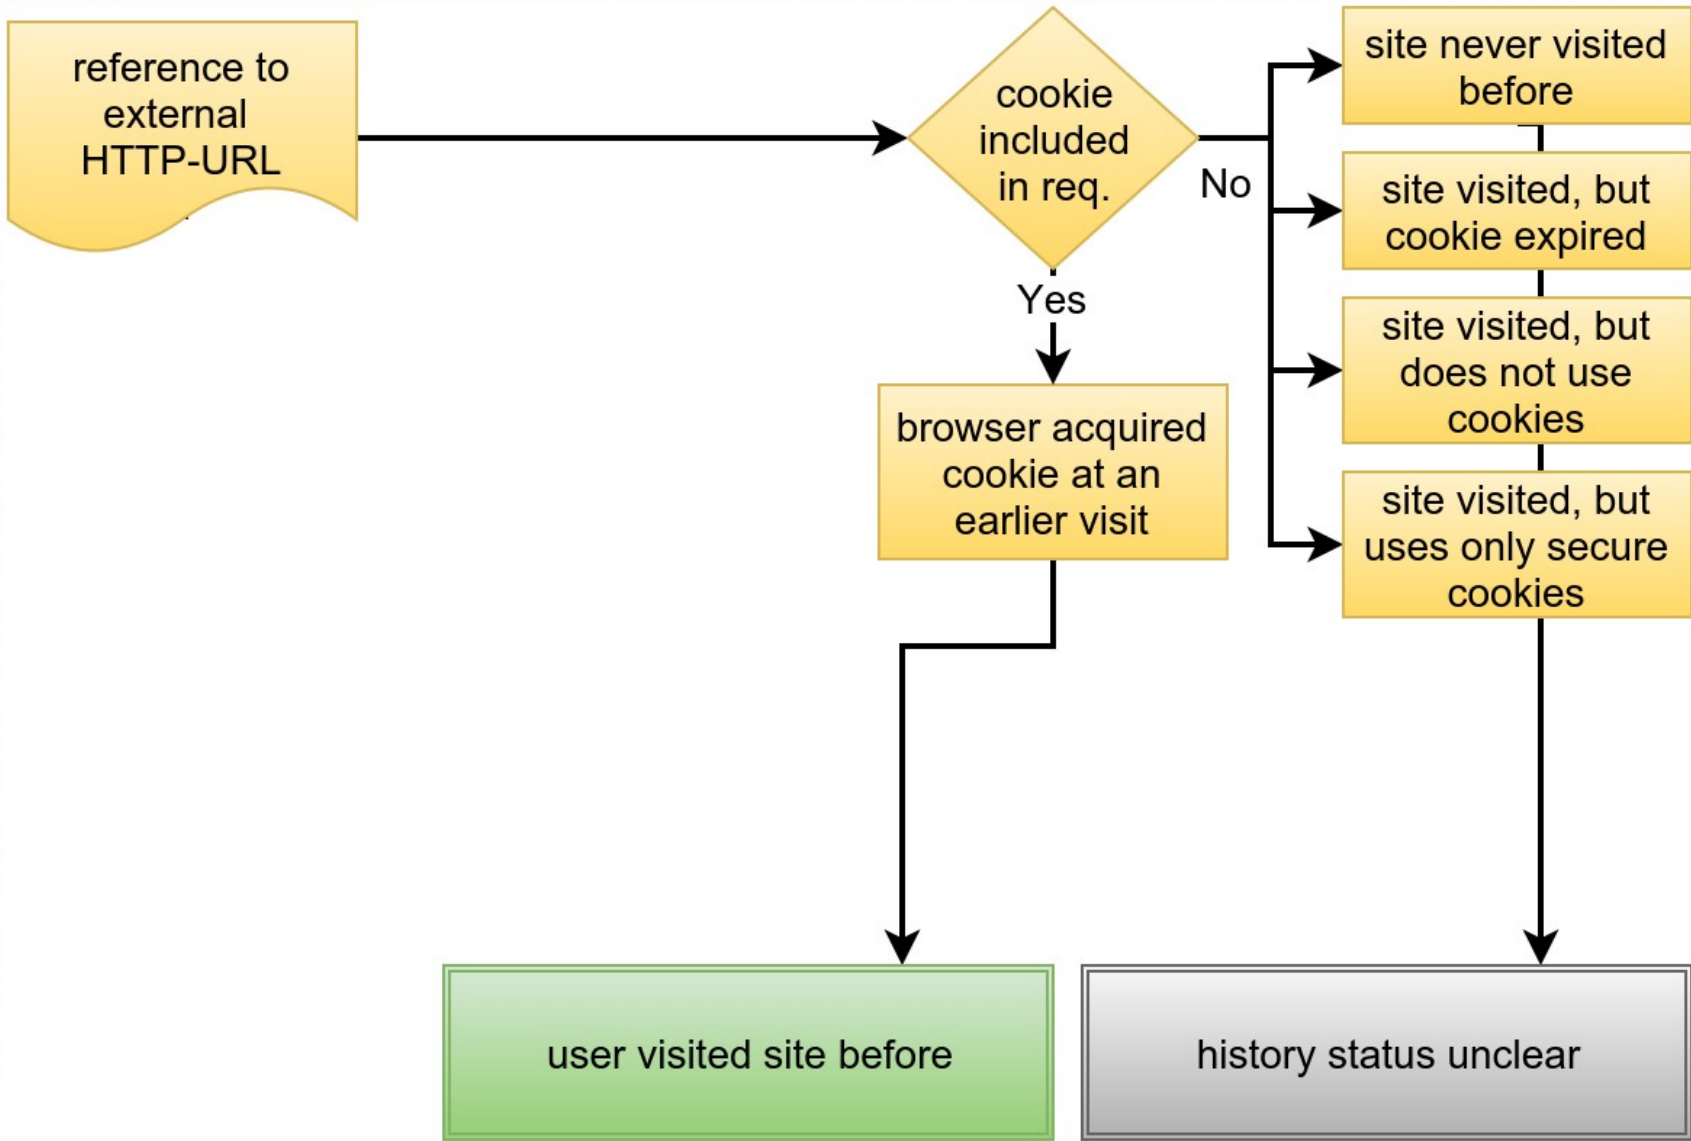 reference to
external
HTTP-URL
cookie
included
in req.
No
Yes
site never visited
before
site visited, but
cookie expired
site visited, but
does not use
cookies
site visited, but
uses only secure
cookies
browser acquired
cookie at an
earlier visit
user visited site before
history status unclear